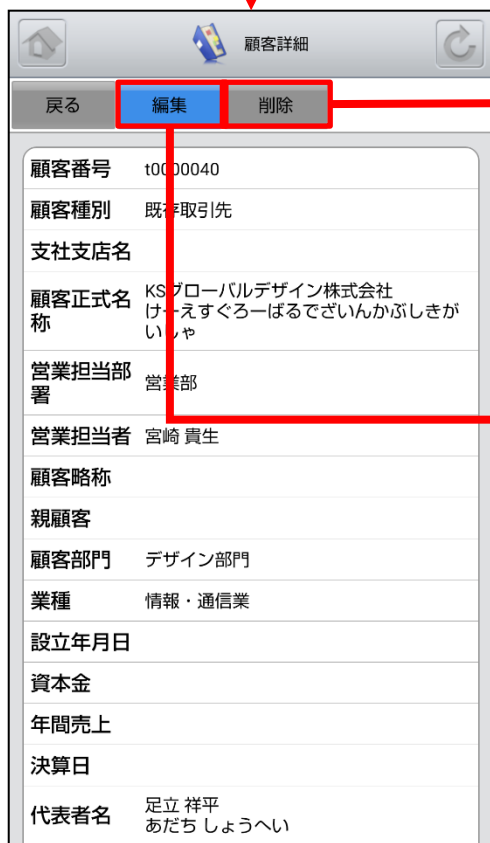 顧客詳細
戻る 編集 削除
顧客番号 t0000040
顧客種別 既存取引先
支社支店名
顧客正式名称 KSグローバルデザイン株式会社
けーえすぐろーばるでざいんかぶしきが
いしゃ
営業担当部署 営業部
営業担当者 宮崎 貴生
顧客略称
親顧客
顧客部門 デザイン部門
業種 情報・通信業
設立年月日
資本金
年間売上
決算日
代表者名 足立 祥平
あだち しょうへい